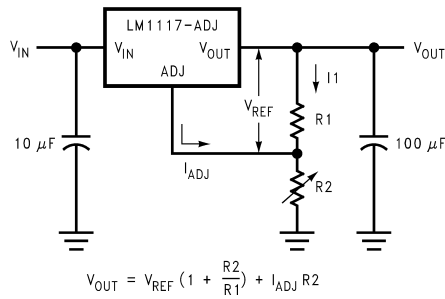 LM1117-ADJ
V_IN
V_IN
V_OUT
V_OUT
ADJ
I1
V_REF
R1
10 μF
100 μF
I_ADJ
R2
V_OUT = V_REF (1 + R2/R1) + I_ADJ R2